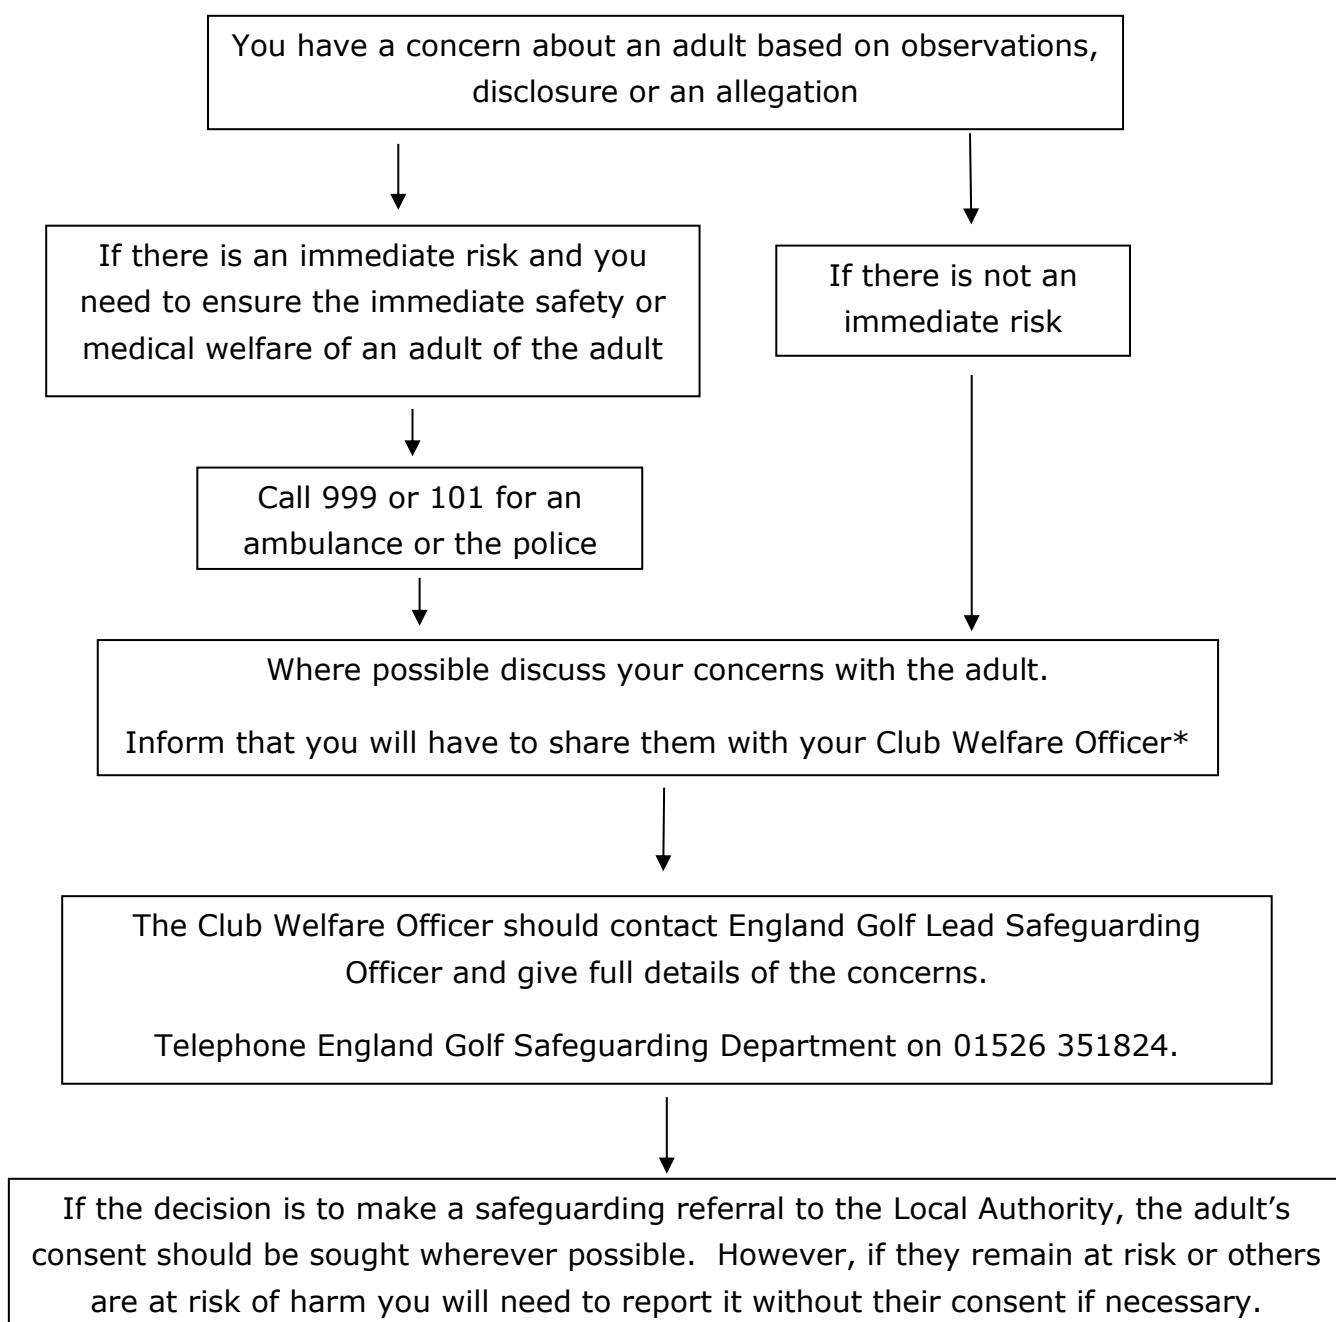 You have a concern about an adult based on observations,
disclosure or an allegation
If there is an immediate risk and you
need to ensure the immediate safety or
medical welfare of an adult of the adult
If there is not an
immediate risk
Call 999 or 101 for an
ambulance or the police
Where possible discuss your concerns with the adult.
Inform that you will have to share them with your Club Welfare Officer*
The Club Welfare Officer should contact England Golf Lead Safeguarding
Officer and give full details of the concerns.
Telephone England Golf Safeguarding Department on 01526 351824.
If the decision is to make a safeguarding referral to the Local Authority, the adult’s
consent should be sought wherever possible.  However, if they remain at risk or others
are at risk of harm you will need to report it without their consent if necessary.